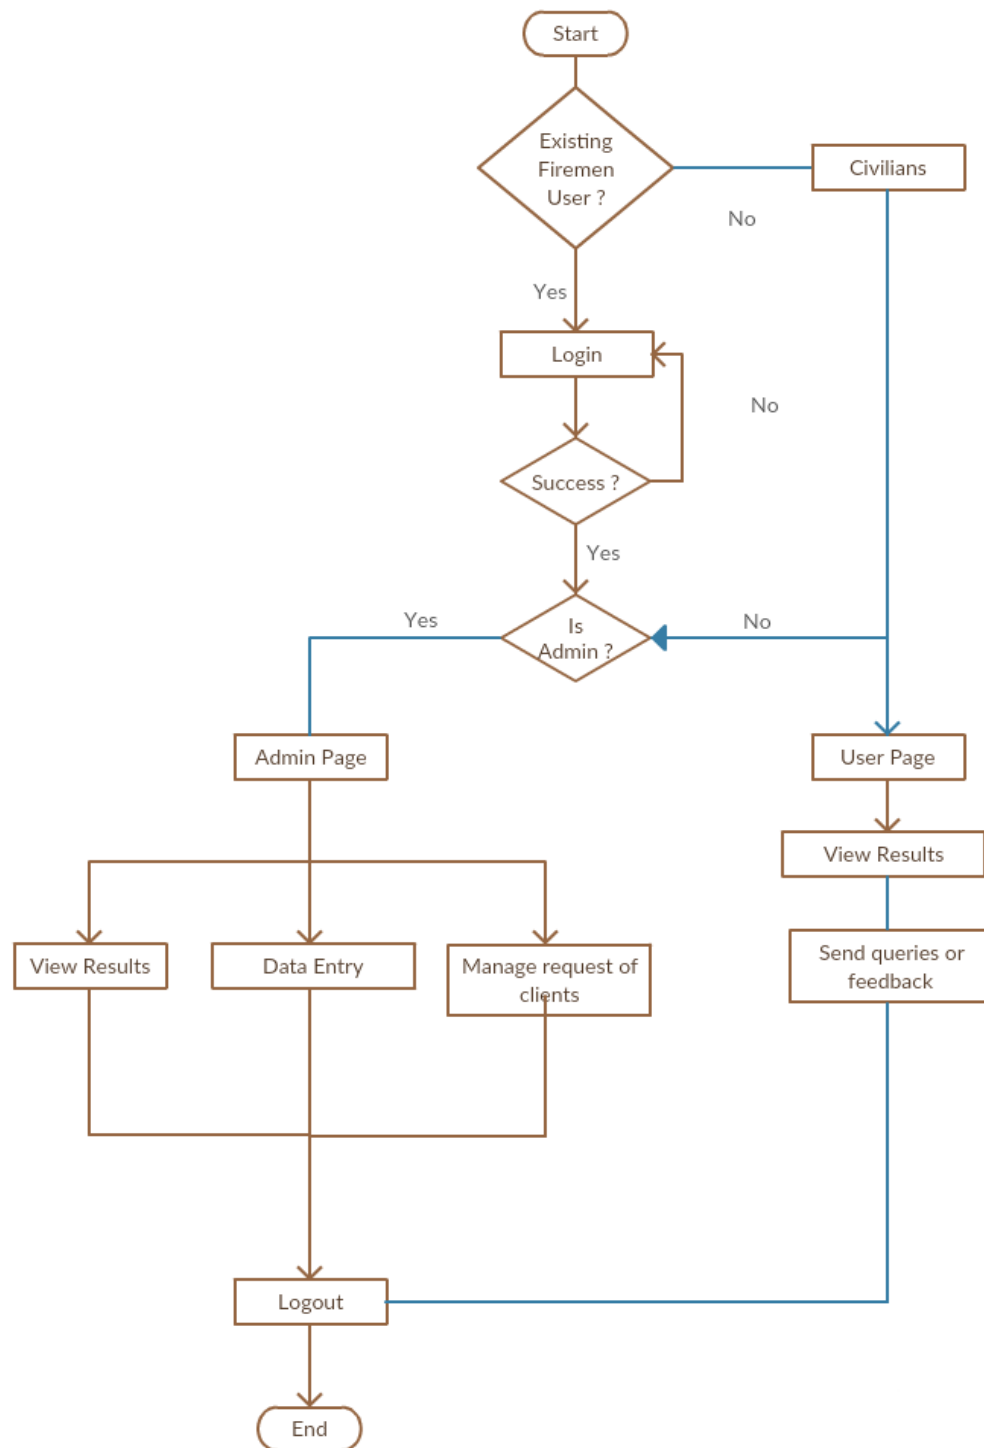 Start
Existing
Firemen
User ?
Civilians
No
Yes
Login
No
Success ?
Yes
Yes
Is
Admin ?
No
Admin Page
User Page
View Results
View Results
Data Entry
Manage request of
clients
Send queries or
feedback
Logout
End